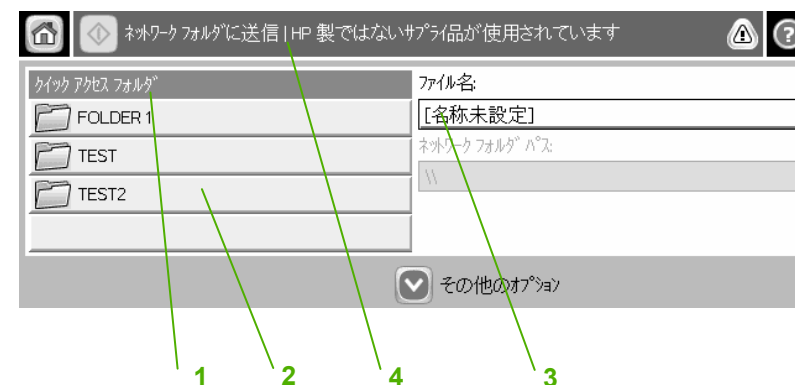 ネットワーク フォルダに送信 | HP 製ではないサプライ品が使用されています
?
クイック アクセス フォルダ
FOLDER 1
TEST
TEST2
ファイル名:
[名称未設定]
ネットワーク フォルダ パス:
\\
その他のオプション
1
2
4
3